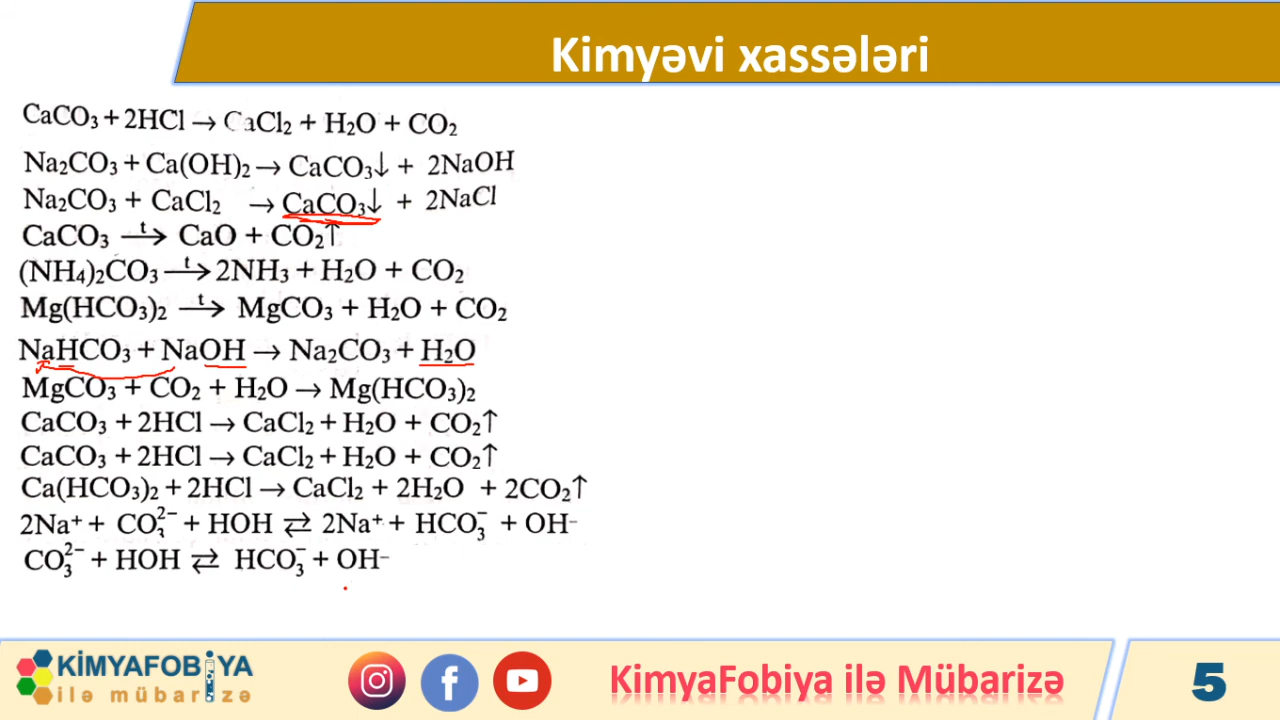 Kimyəvi xassələri
CaCO₃ + 2HCl → CaCl₂ + H₂O + CO₂
Na₂CO₃ + Ca(OH)₂ → CaCO₃↓ + 2NaOH
Na₂CO₃ + CaCl₂ → CaCO₃↓ + 2NaCl
CaCO₃ —t→ CaO + CO₂↑
(NH₄)₂CO₃ —t→ 2NH₃ + H₂O + CO₂
Mg(HCO₃)₂ —t→ MgCO₃ + H₂O + CO₂
NaHCO₃ + NaOH → Na₂CO₃ + H₂O
MgCO₃ + CO₂ + H₂O → Mg(HCO₃)₂
CaCO₃ + 2HCl → CaCl₂ + H₂O + CO₂↑
CaCO₃ + 2HCl → CaCl₂ + H₂O + CO₂↑
Ca(HCO₃)₂ + 2HCl → CaCl₂ + 2H₂O + 2CO₂↑
2Na⁺ + CO₃²⁻ + HOH ⇄ 2Na⁺ + HCO₃⁻ + OH⁻
CO₃²⁻ + HOH ⇄ HCO₃⁻ + OH⁻
KİMYAFOBİYA
ilə mübarizə
KimyaFobiya ilə Mübarizə
5